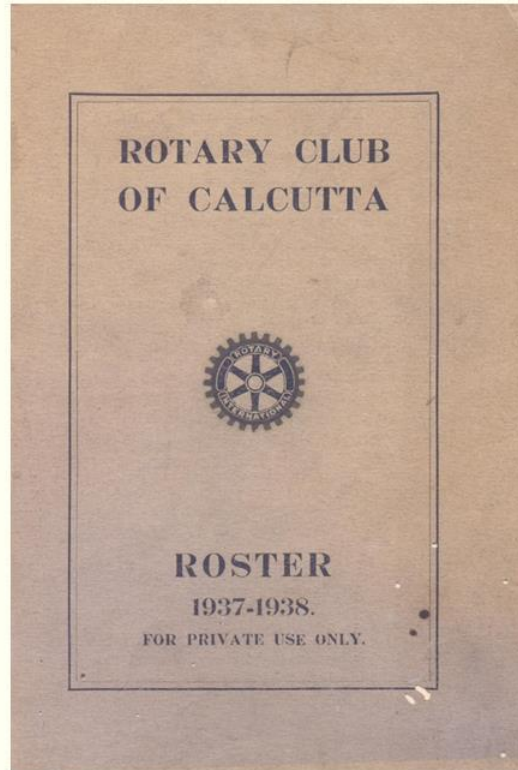 ROTARY CLUB
OF CALCUTTA
ROTARY
INTERNATIONAL
ROSTER
1937-1938.
FOR PRIVATE USE ONLY.